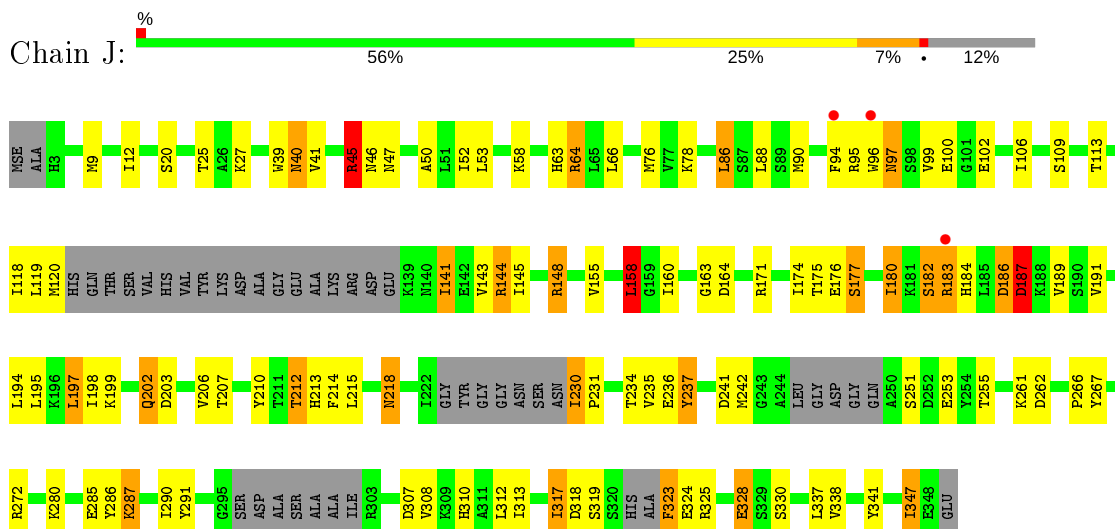 %
Chain J:
56% 25% 7% • 12%
MSE ALA H3 M9 I12 S20 T25 A26 K27 W39 N40 V41 R45 N46 N47 A50 L51 I52 L53 K58 H63 R64 L65 L66 M76 V77 K78 L86 S87 L88 S89 M90 F94 R95 W96 N97 S98 V99 E100 G101 E102 I106 S109 T113
I118 L119 M120 HIS GLN THR SER VAL HIS VAL TYR LYS ASP ALA GLY GLU ALA LYS ARG ASP GLU K139 N140 I141 E142 V143 R144 I145 R148 V155 L158 G159 I160 G163 D164 R171 I174 T175 E176 S177 I180 K181 S182 R183 H184 L185 D186 D187 K188 V189 S190 V191
L194 L195 K196 L197 I198 K199 Q202 D203 V206 T207 Y210 T211 T212 H213 F214 L215 N218 I222 GLY TYR GLY GLY ASN SER ASN I230 P231 T234 V235 E236 Y237 D241 M242 G243 A244 LEU GLY ASP GLY GLN A250 S251 D252 E253 Y254 T255 K261 D262 P266 Y267
R272 K280 E285 Y286 K287 I290 Y291 G295 SER ASP ALA SER ALA ALA ILE R303 D307 V308 K309 H310 A311 L312 I313 I317 D318 S319 S320 HIS ALA F323 E324 R325 E328 S329 S330 L337 V338 Y341 I347 E348 GLU